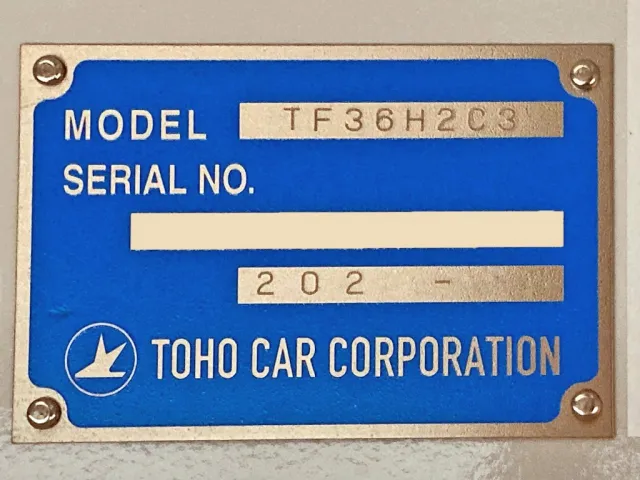 MODEL TF36H2C3
SERIAL NO.
202 -
TOHO CAR CORPORATION